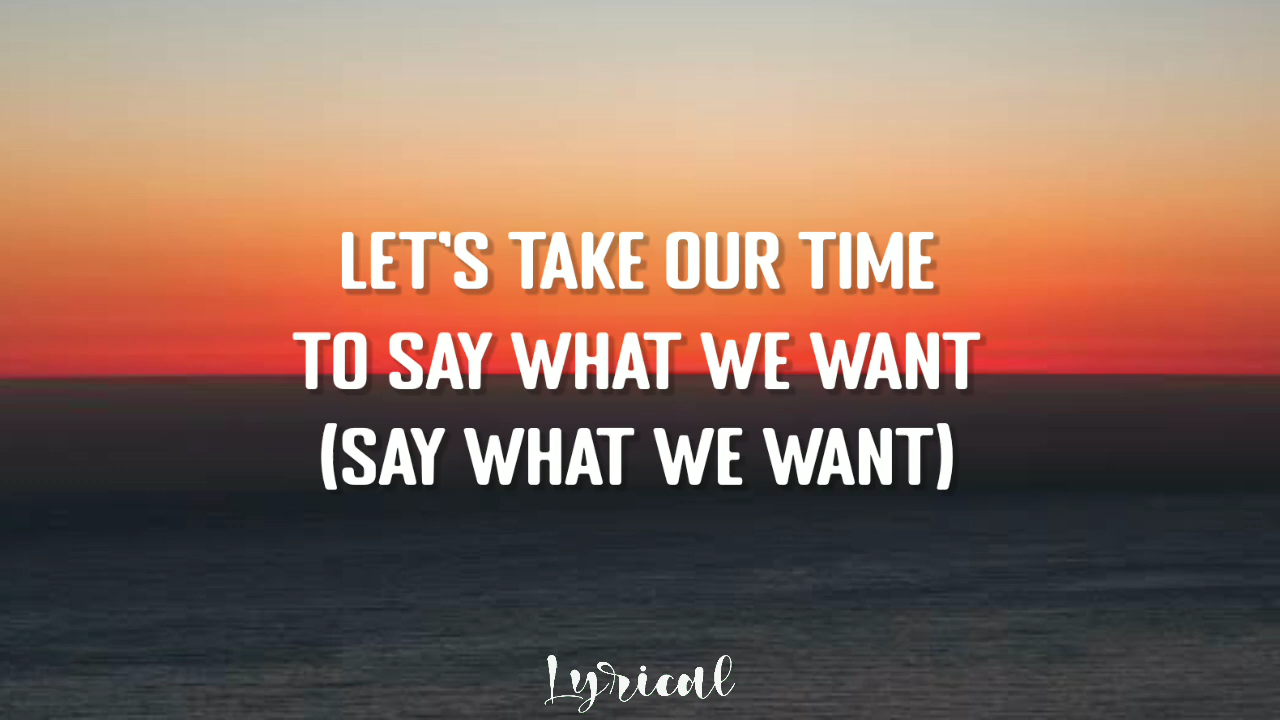 LET'S TAKE OUR TIME
TO SAY WHAT WE WANT
(SAY WHAT WE WANT)
Lyrical